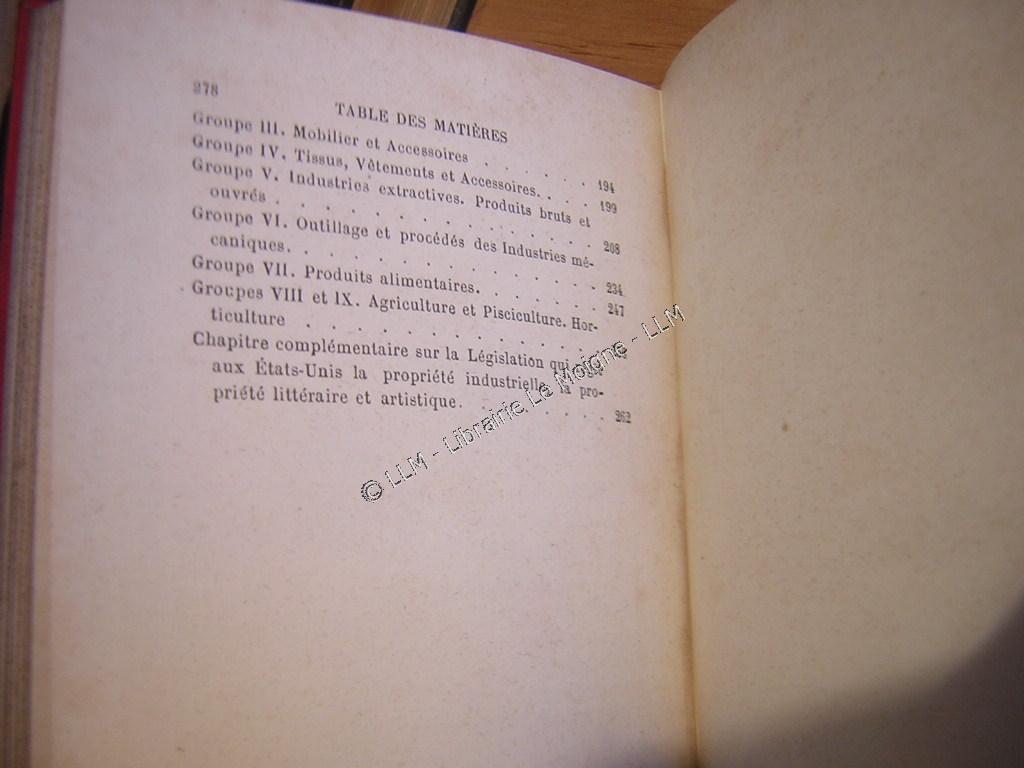 278
TABLE DES MATIÈRES
Groupe III. Mobilier et Accessoires . . . . . . 194
Groupe IV. Tissus, Vêtements et Accessoires. . . . 199
Groupe V. Industries extractives. Produits bruts et
ouvrés . . . . . . . . . . . . . . 208
Groupe VI. Outillage et procédés des Industries mé-
caniques. . . . . . . . . . . . . 234
Groupe VII. Produits alimentaires. . . . . . 247
Groupes VIII et IX. Agriculture et Pisciculture. Hor-
ticulture . . . . . . . . . . . .
Chapitre complémentaire sur la Législation qui
aux États-Unis la propriété industrielle, la pro-
priété littéraire et artistique. . . . . . . 262
© LLM - Librairie Le Moigne - LLM